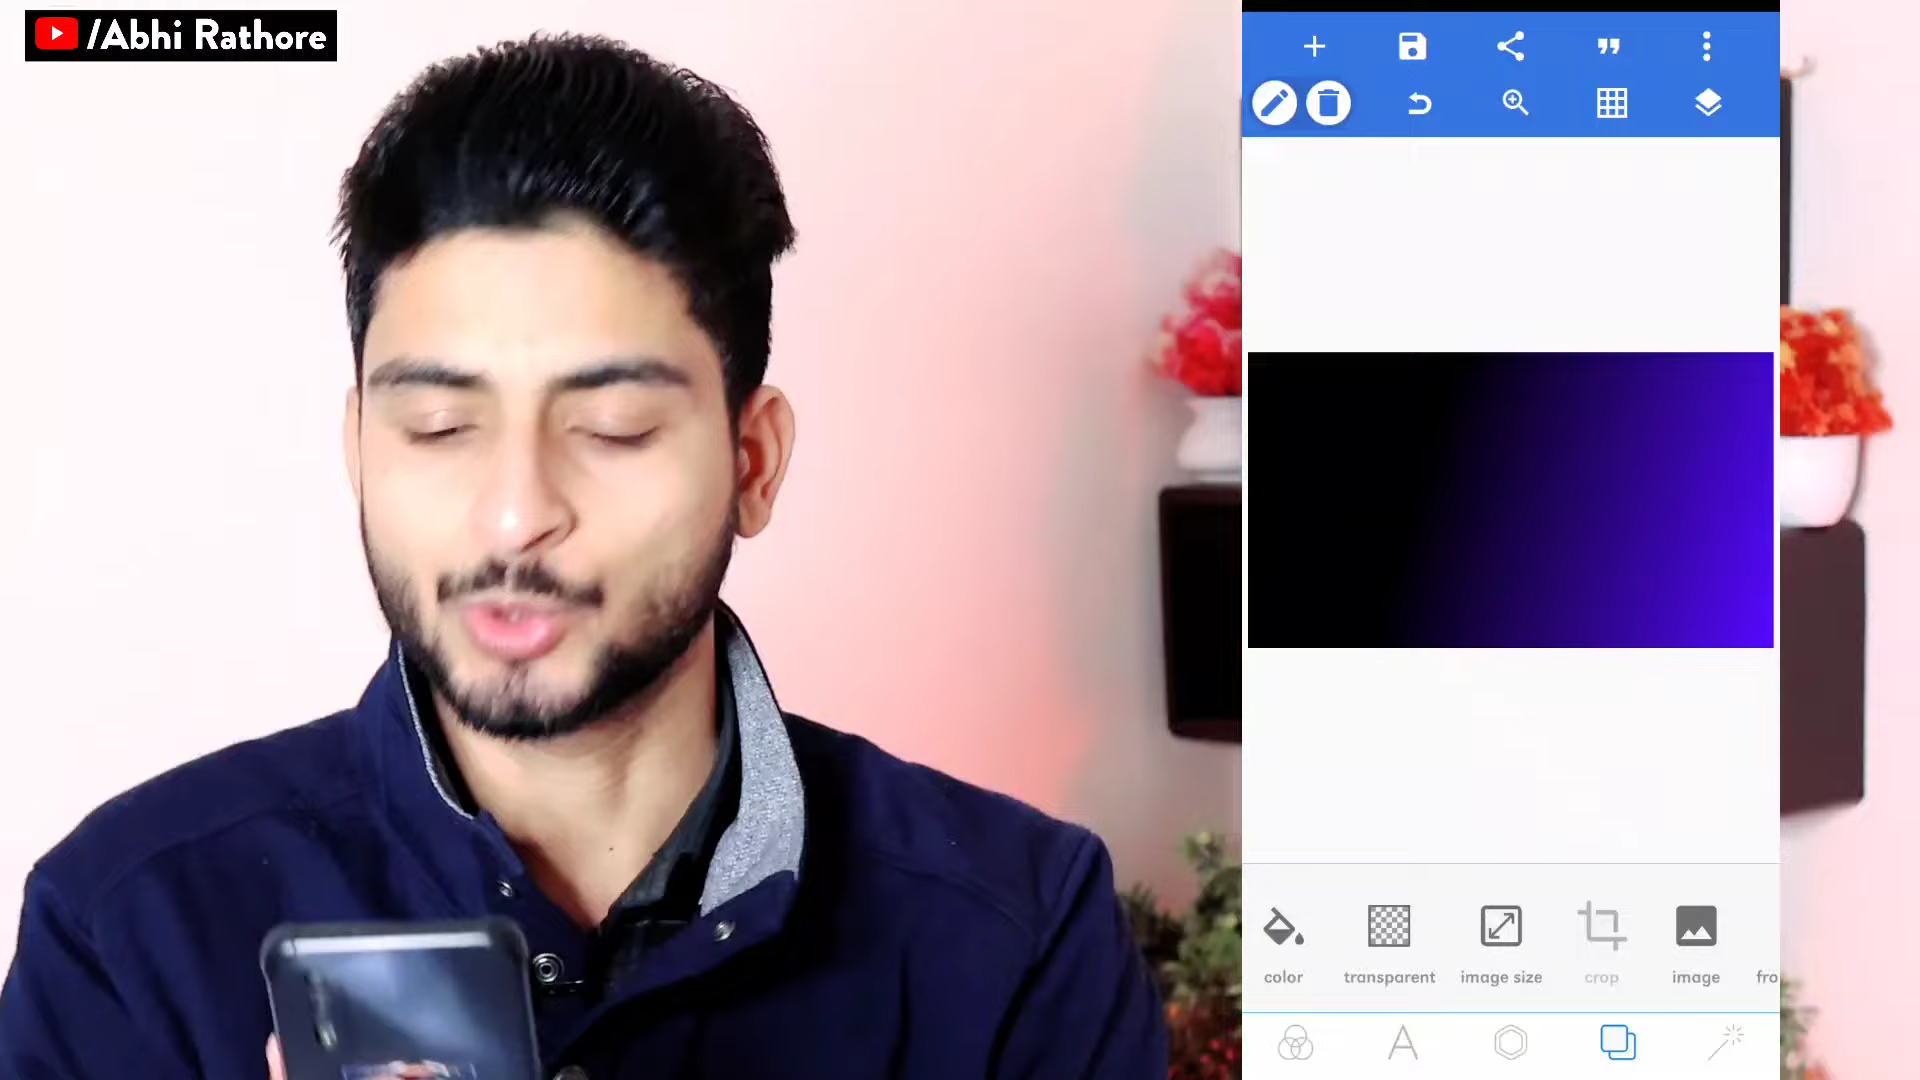 /Abhi Rathore
color
transparent
image size
crop
image
fro